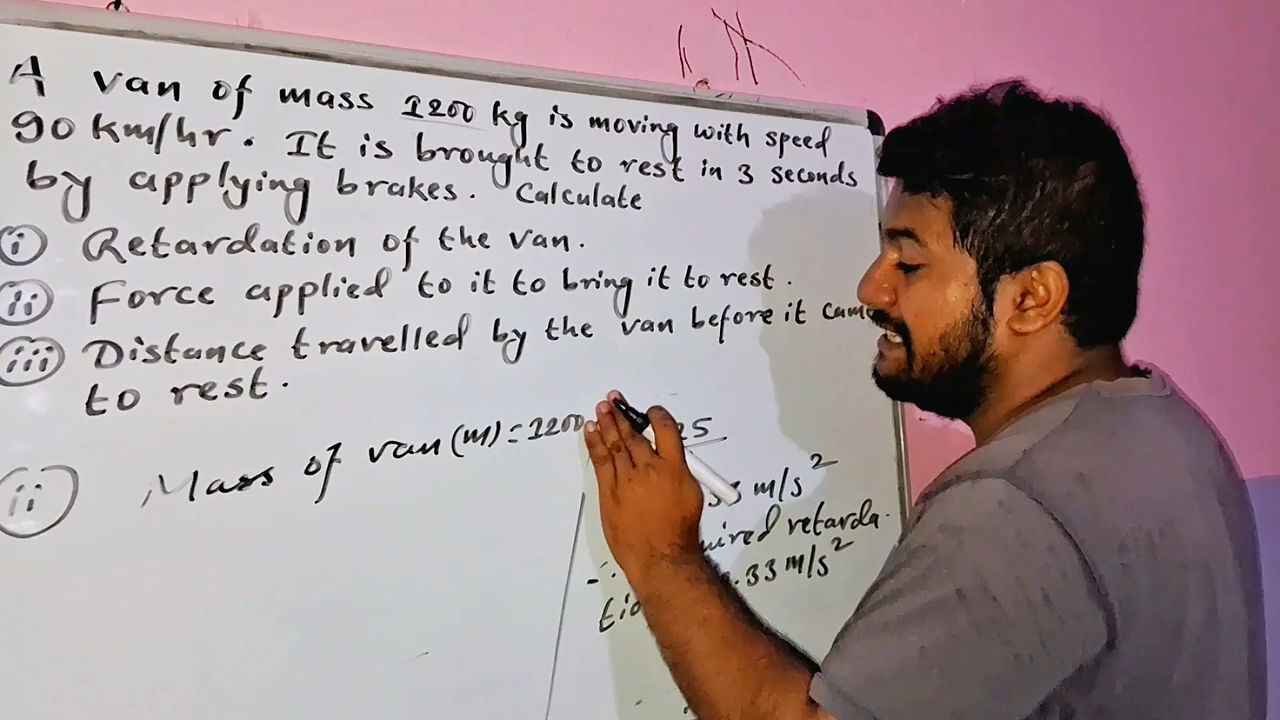 A van of mass 1200 kg is moving with speed
90 km/hr. It is brought to rest in 3 seconds
by applying brakes. Calculate
(i) Retardation of the van.
(ii) Force applied to it to bring it to rest.
(iii) Distance travelled by the van before it came
to rest.
(ii) Mass of van (m) = 1200
25
m/s²
retarda-
.33 m/s²